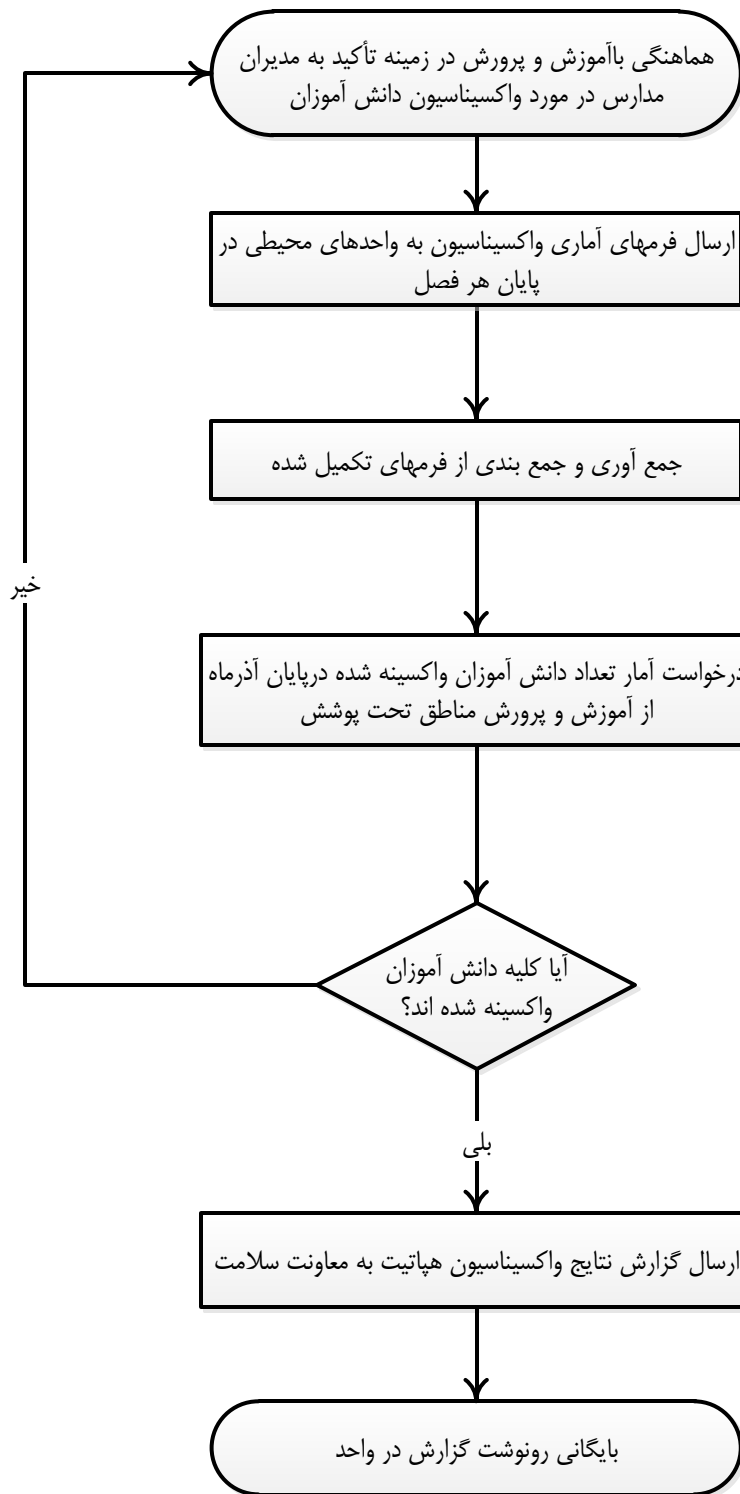 هماهنگی باآموزش و پرورش در زمینه تأکید به مدیران
مدارس در مورد واکسیناسیون دانش آموزان
ارسال فرمهای آماری واکسیناسیون به واحدهای محیطی در
پایان هر فصل
جمع آوری و جمع بندی از فرمهای تکمیل شده
خیر
درخواست آمار تعداد دانش آموزان واکسینه شده درپایان آذرماه
از آموزش و پرورش مناطق تحت پوشش
آیا کلیه دانش آموزان
واکسینه شده اند؟
بلی
ارسال گزارش نتایج واکسیناسیون هپاتیت به معاونت سلامت
بایگانی رونوشت گزارش در واحد